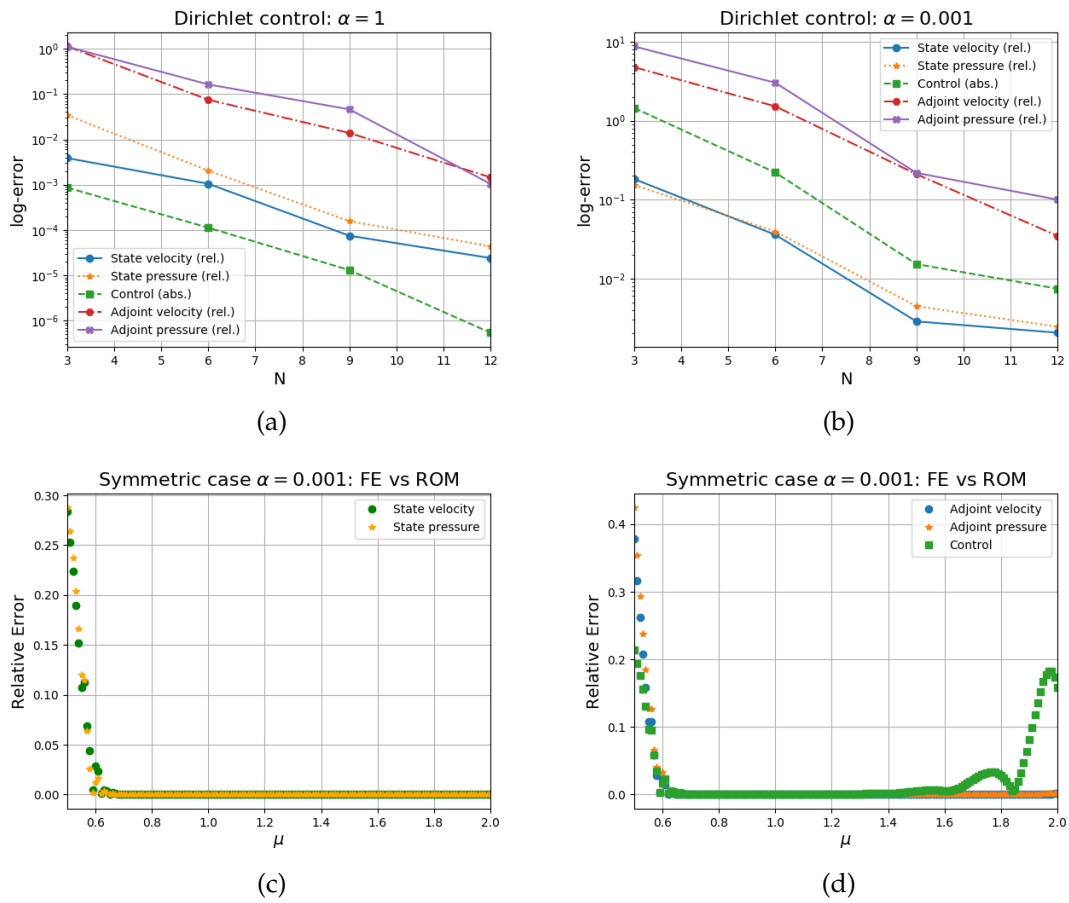 Dirichlet control: α = 1
10⁰
10⁻¹
10⁻²
10⁻³
10⁻⁴
10⁻⁵
10⁻⁶
log-error
State velocity (rel.)
State pressure (rel.)
Control (abs.)
Adjoint velocity (rel.)
Adjoint pressure (rel.)
3 4 5 6 7 8 9 10 11 12
N
(a)
Dirichlet control: α = 0.001
10¹
10⁰
10⁻¹
10⁻²
log-error
State velocity (rel.)
State pressure (rel.)
Control (abs.)
Adjoint velocity (rel.)
Adjoint pressure (rel.)
3 4 5 6 7 8 9 10 11 12
N
(b)
Symmetric case α = 0.001: FE vs ROM
0.30
0.25
0.20
0.15
0.10
0.05
0.00
Relative Error
State velocity
State pressure
0.6 0.8 1.0 1.2 1.4 1.6 1.8 2.0
μ
(c)
Symmetric case α = 0.001: FE vs ROM
0.4
0.3
0.2
0.1
0.0
Relative Error
Adjoint velocity
Adjoint pressure
Control
0.6 0.8 1.0 1.2 1.4 1.6 1.8 2.0
μ
(d)